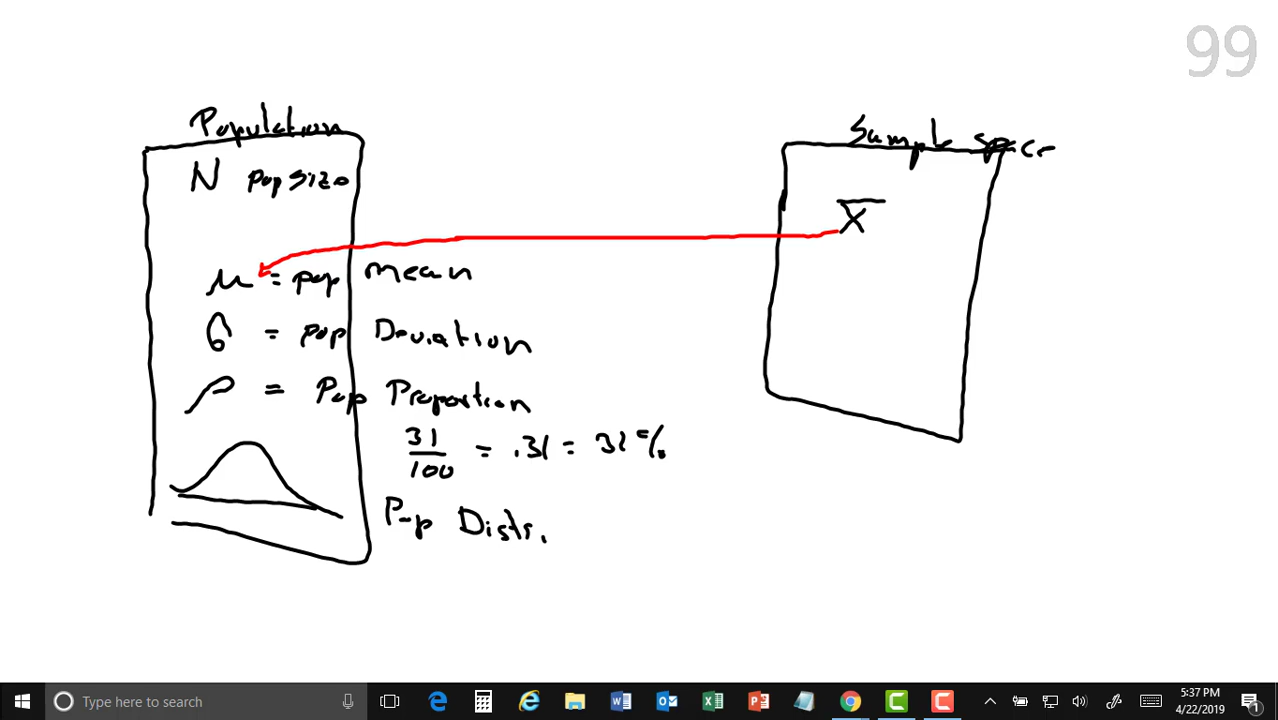 99
Population
Sample space
N pop size
x̄
μ = pop mean
σ = pop Deviation
ρ = Pop Proportion
31/100 = .31 = 31%
Pop Distr.
Type here to search
5:37 PM
4/22/2019
1